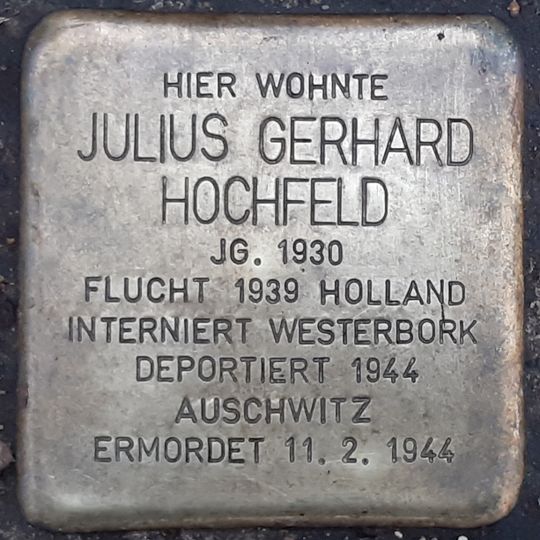 HIER WOHNTE
JULIUS GERHARD
HOCHFELD
JG. 1930
FLUCHT 1939 HOLLAND
INTERNIERT WESTERBORK
DEPORTIERT 1944
AUSCHWITZ
ERMORDET 11. 2. 1944